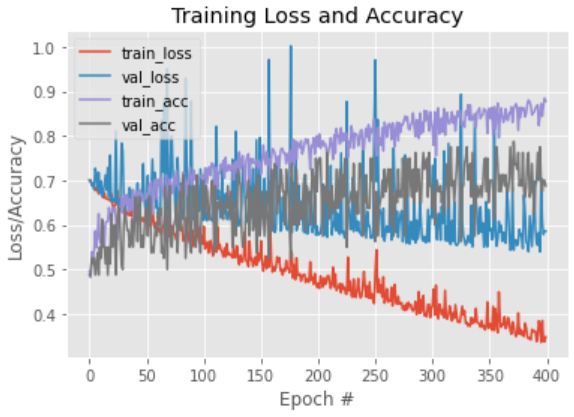 Training Loss and Accuracy
1.0
0.9
0.8
0.7
0.6
0.5
0.4
train_loss
val_loss
train_acc
val_acc
Loss/Accuracy
0 50 100 150 200 250 300 350 400
Epoch #